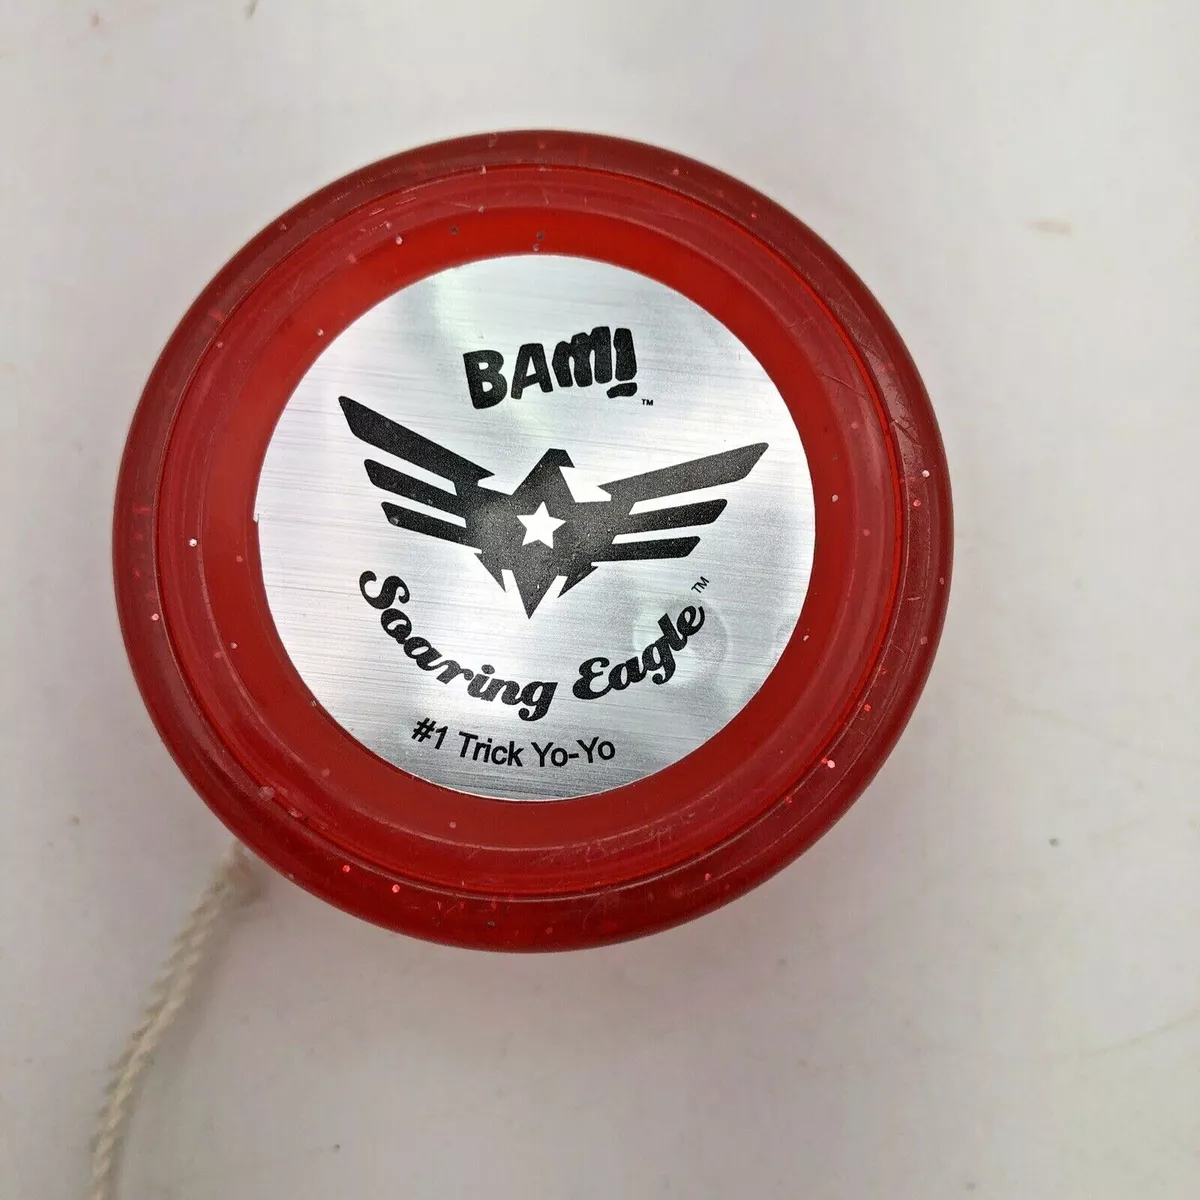 BAM! ™
Soaring Eagle ™
#1 Trick Yo-Yo